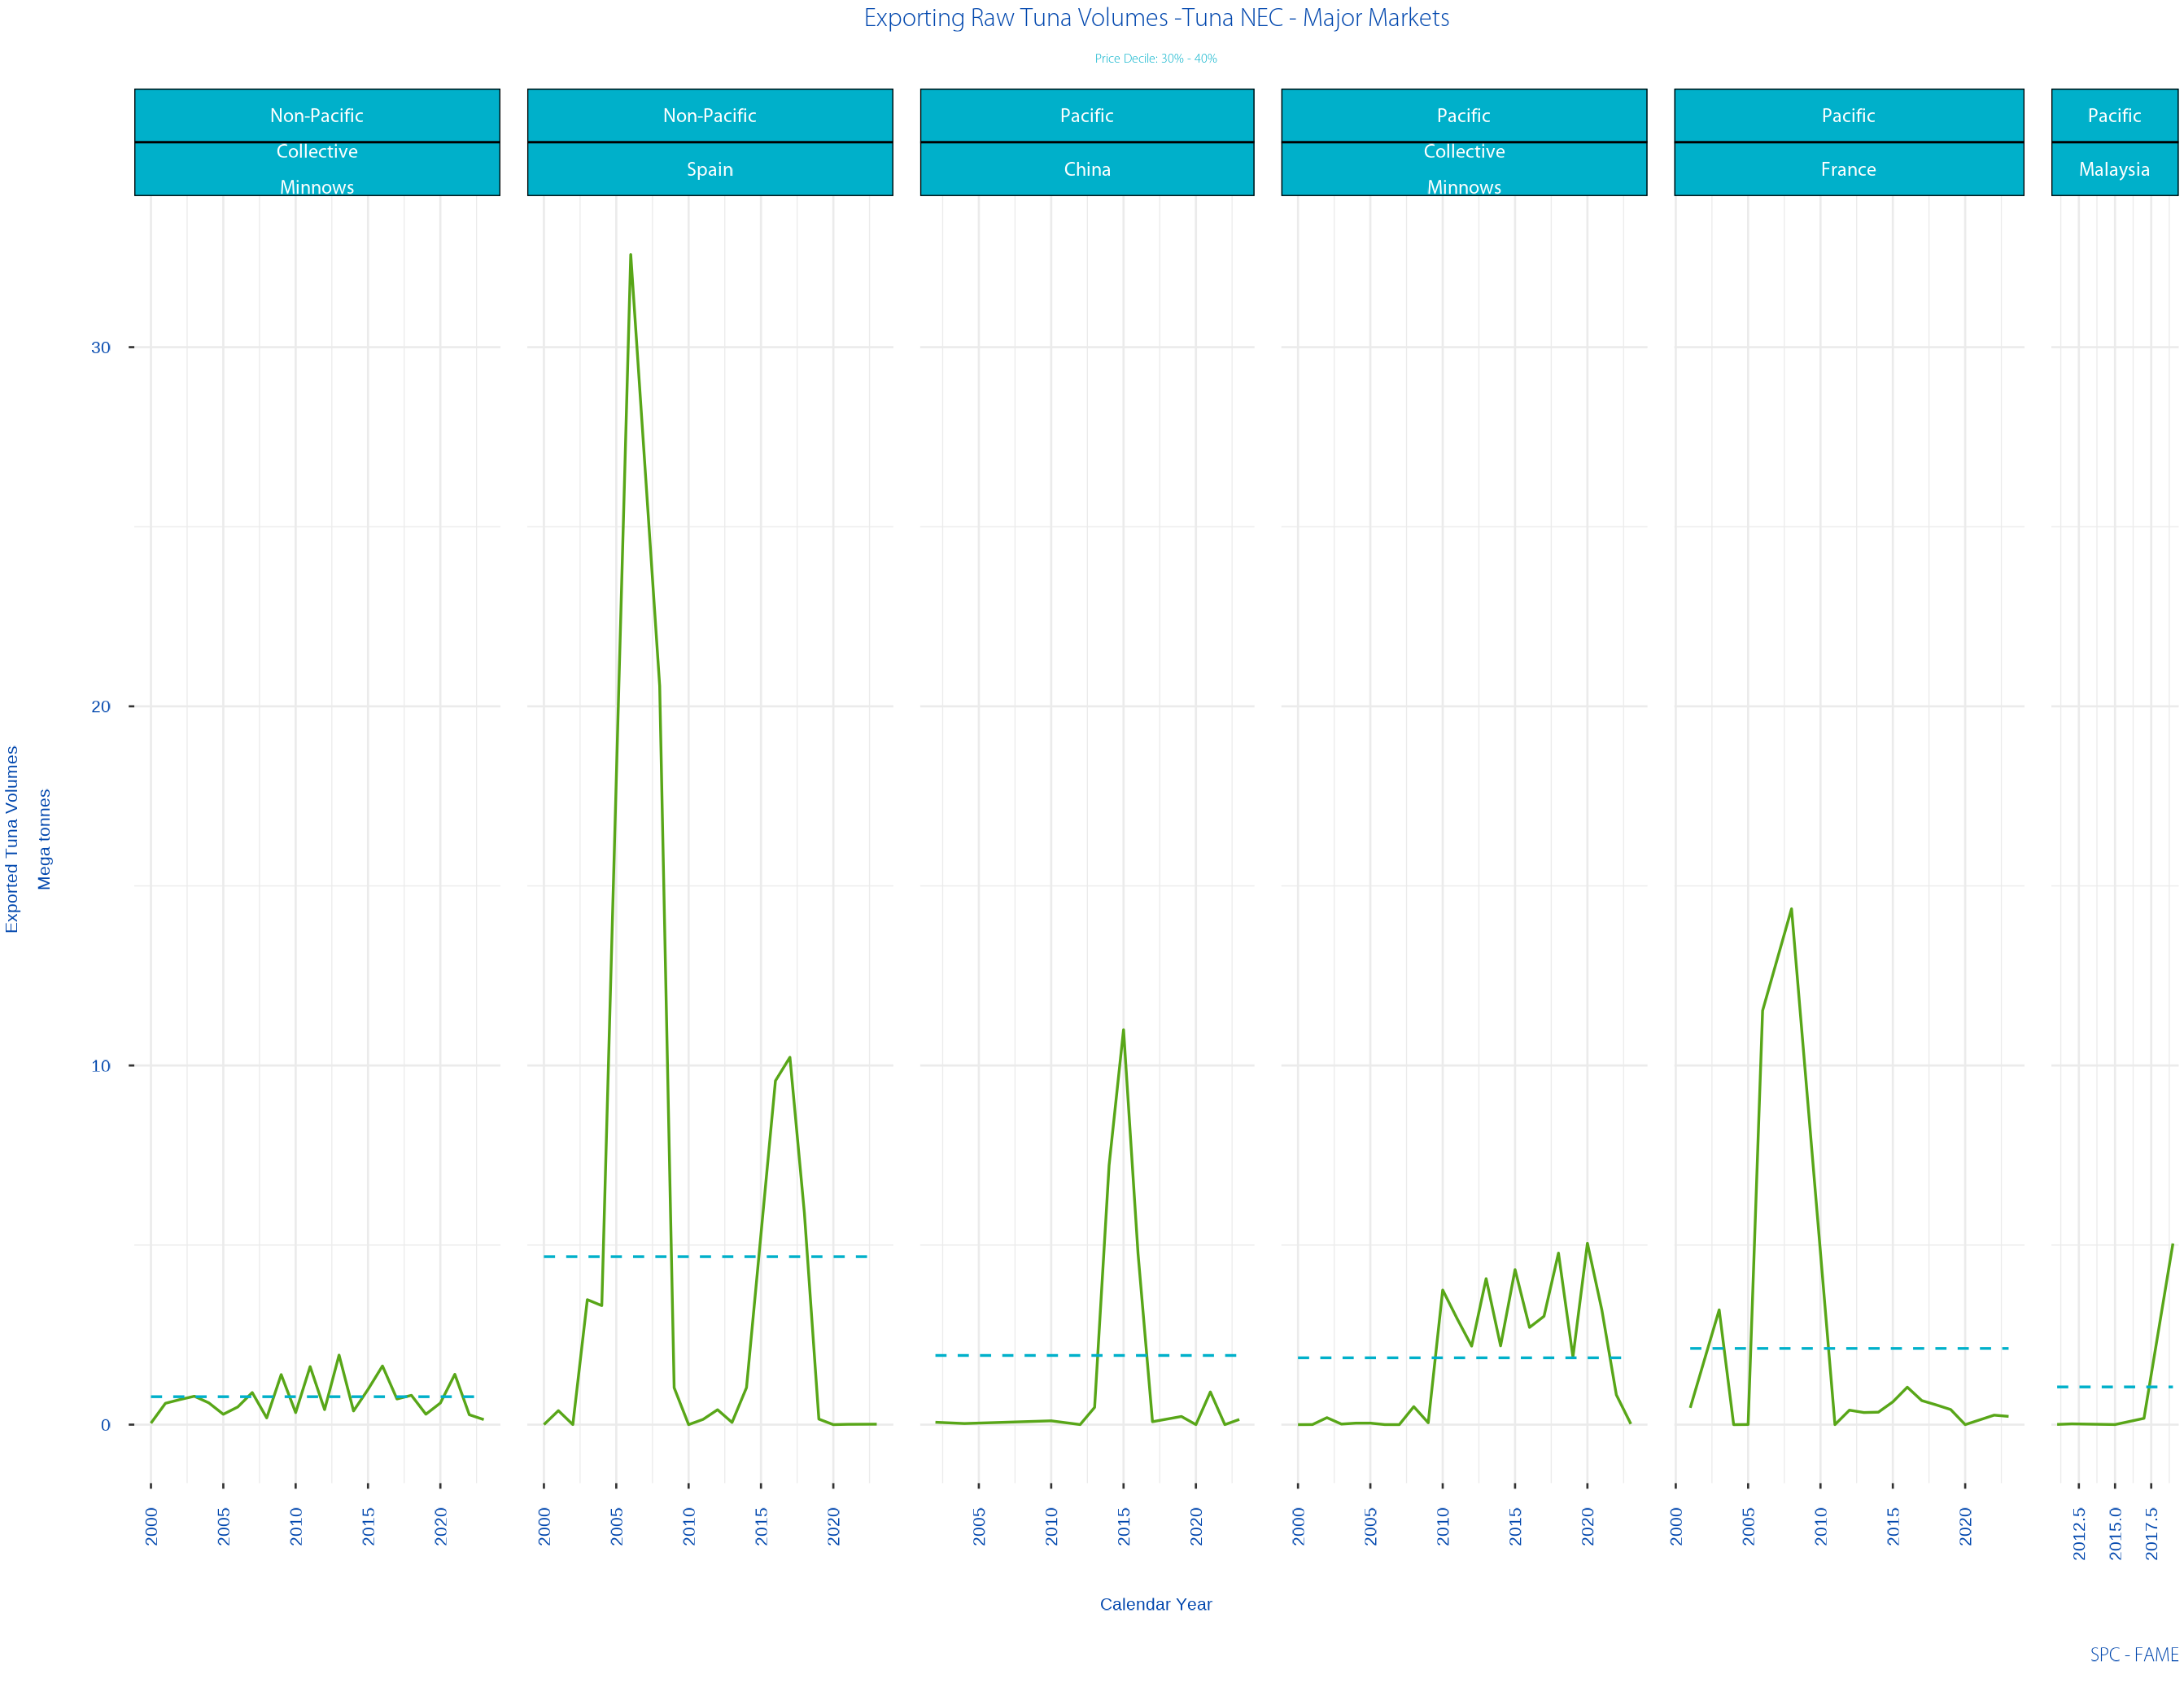 Exporting Raw Tuna Volumes -Tuna NEC - Major Markets
Price Decile: 30% - 40%
Non-Pacific
Non-Pacific
Pacific
Pacific
Pacific
Pacific
Collective
Minnows
Spain
China
Collective
Minnows
France
Malaysia
Exported Tuna Volumes
Mega tonnes
30
20
10
0
2000 2005 2010 2015 2020
2000 2005 2010 2015 2020
2005 2010 2015 2020
2000 2005 2010 2015 2020
2000 2005 2010 2015 2020
2012.5 2015.0 2017.5
Calendar Year
SPC - FAME